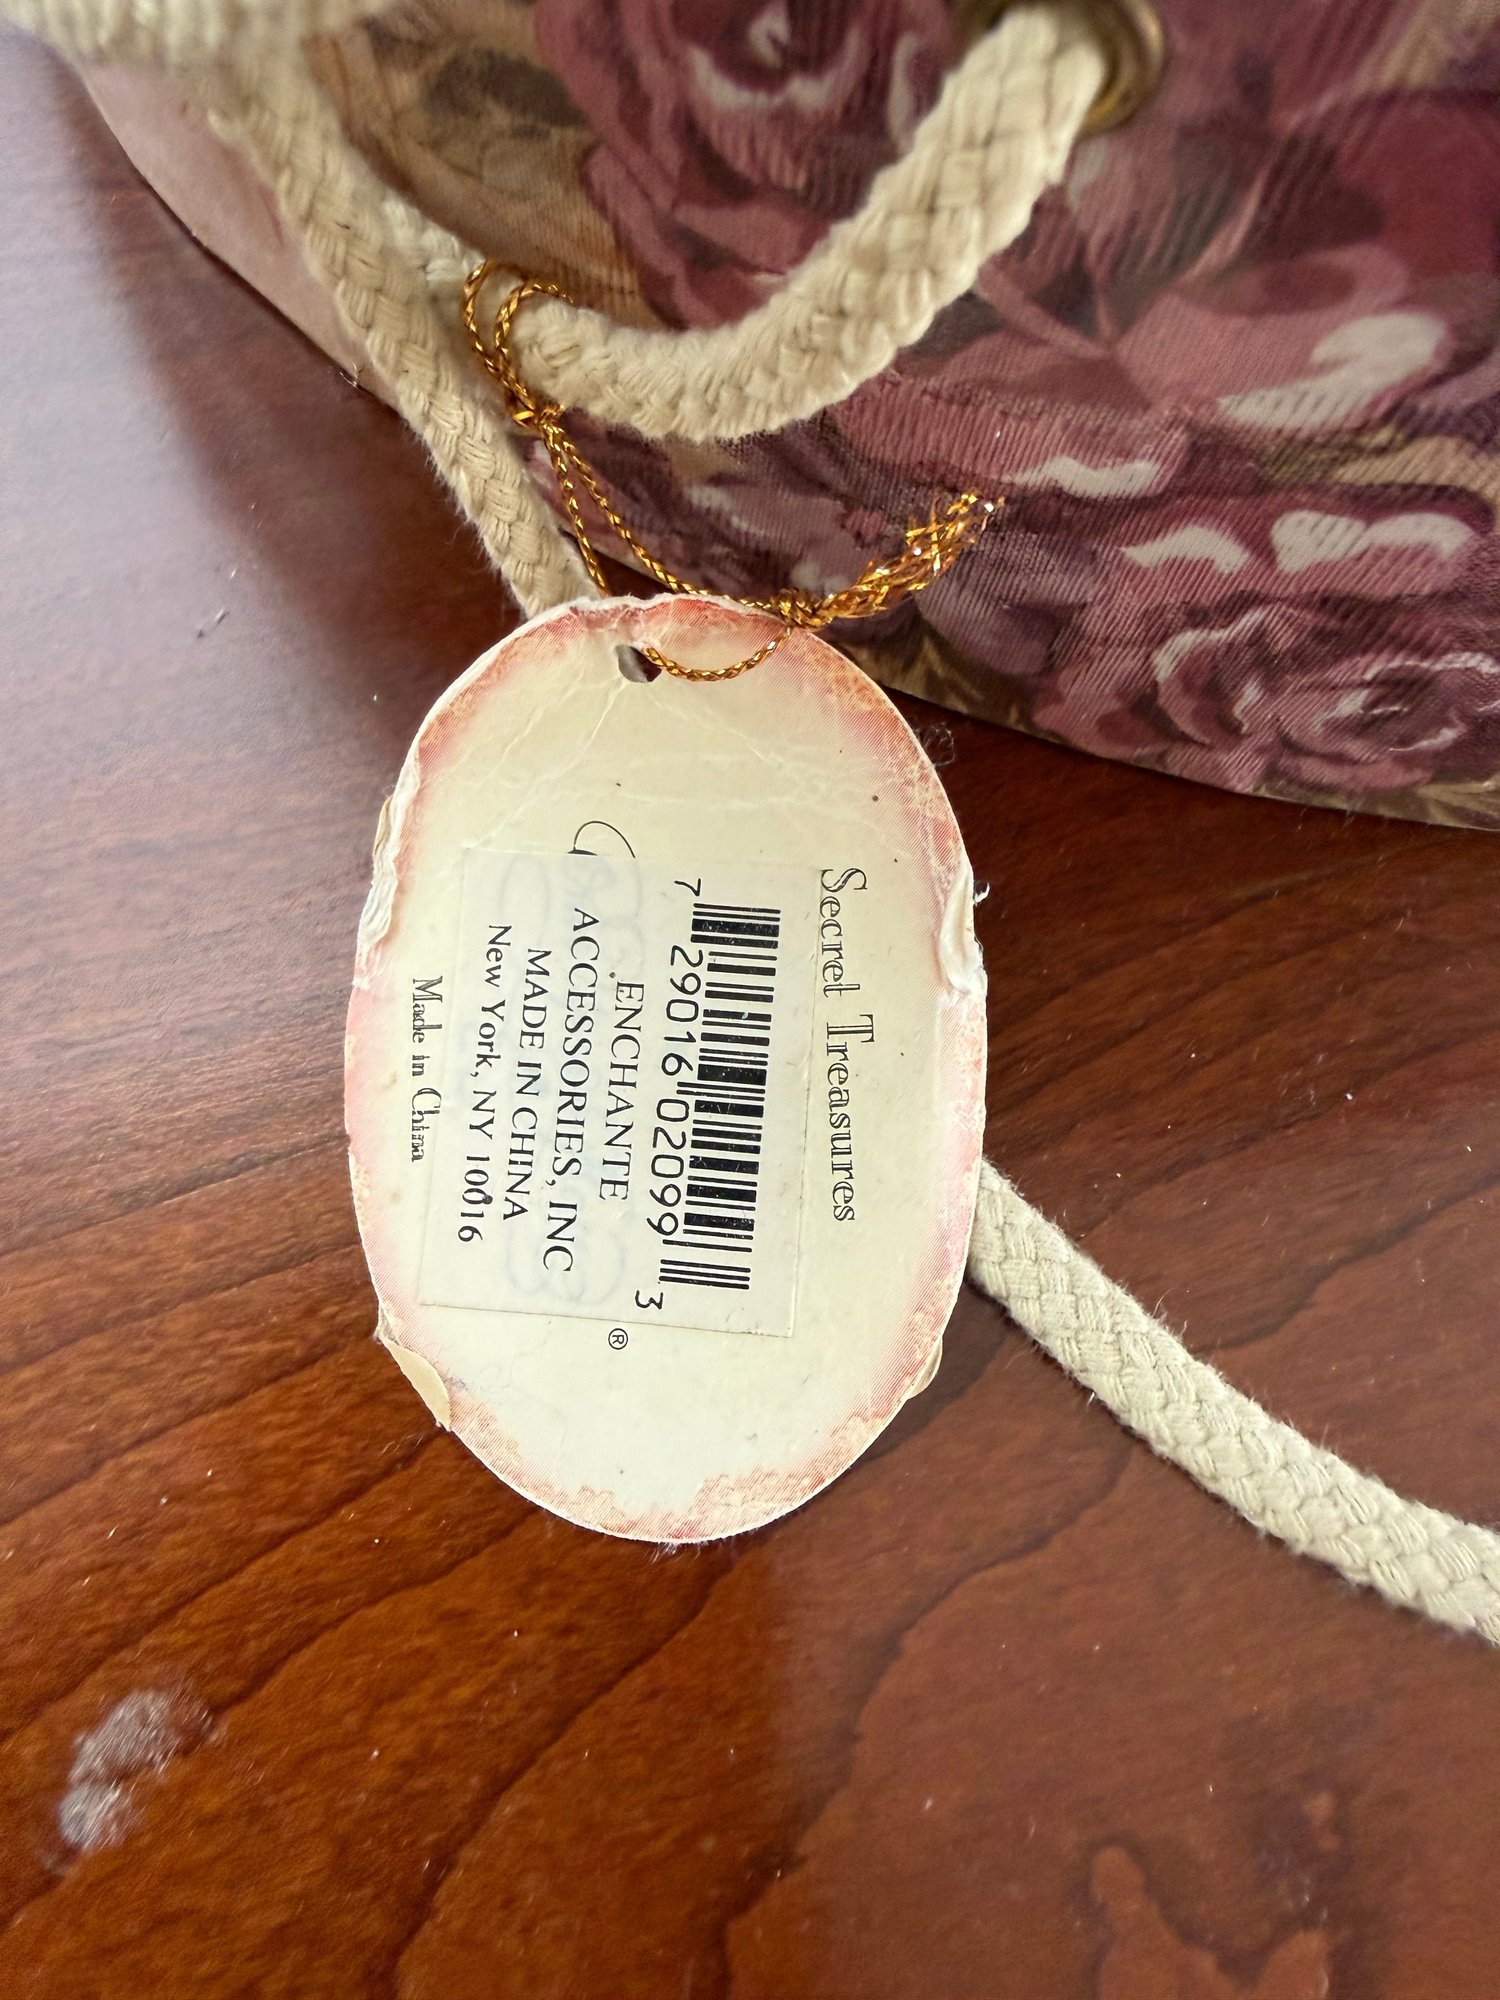 Secret Treasures
7 29016 02099 3
ENCHANTE
ACCESSORIES, INC
MADE IN CHINA
New York, NY 10016
®
Made in China